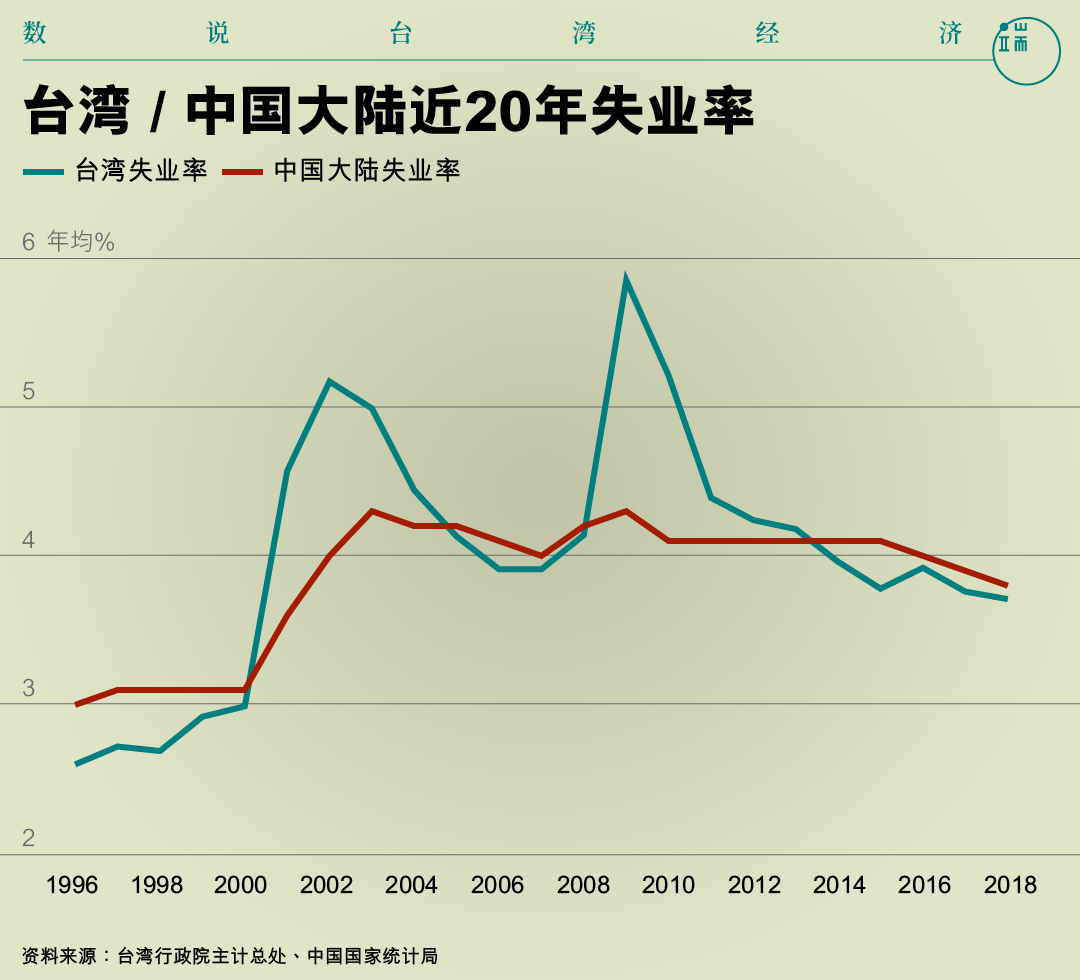 数说台湾经济
端
台湾 / 中国大陆近20年失业率
台湾失业率 中国大陆失业率
6 年均%
5
4
3
2
1996 1998 2000 2002 2004 2006 2008 2010 2012 2014 2016 2018
资料来源：台湾行政院主计总处、中国国家统计局